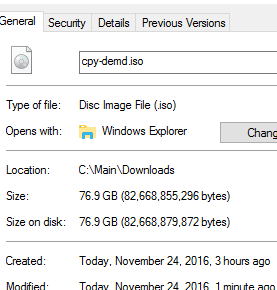 General Security Details Previous Versions
cpy-demd.iso
Type of file: Disc Image File (.iso)
Opens with: Windows Explorer Chang
Location: C:\Main\Downloads
Size: 76.9 GB (82,668,855,296 bytes)
Size on disk: 76.9 GB (82,668,879,872 bytes)
Created: Today, November 24, 2016, 3 hours ago
Modified: Today, November 24, 2016, 1 minute ago